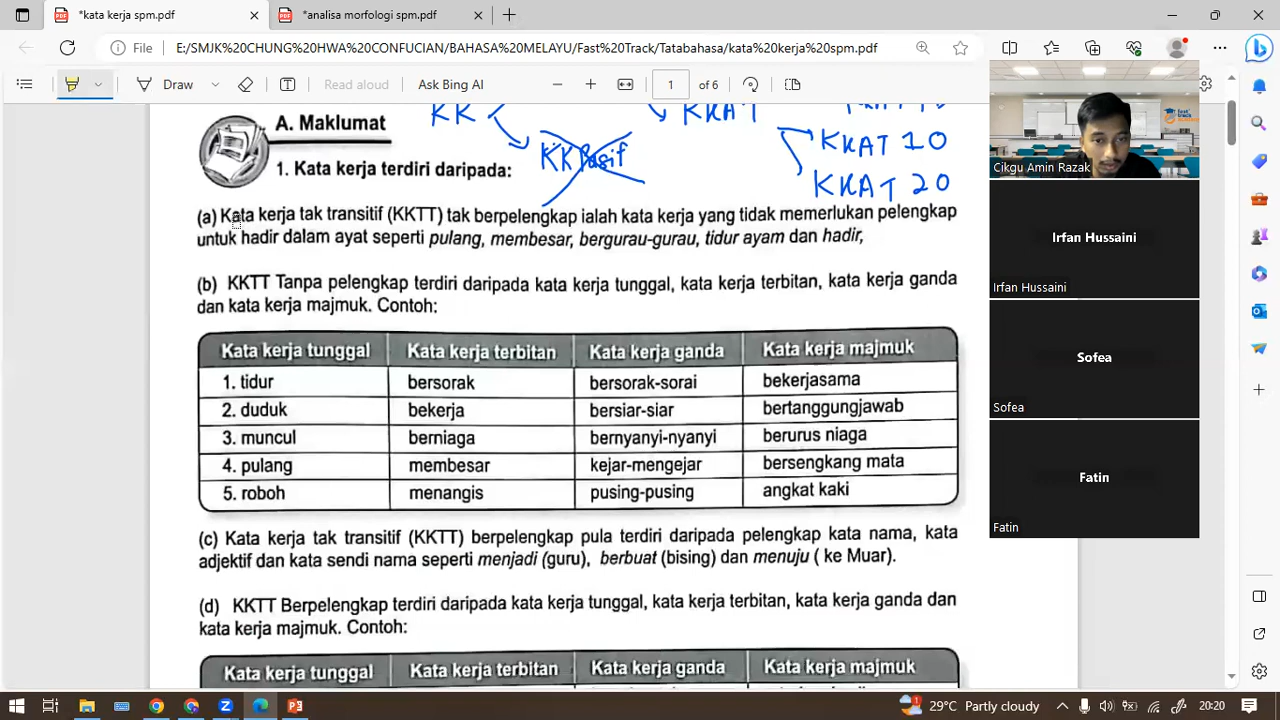 *kata kerja spm.pdf
*analisa morfologi spm.pdf
File
E:/SMJK%20CHUNG%20HWA%20CONFUCIAN/BAHASA%20MELAYU/Fast%20Track/Tatabahasa/kata%20kerja%20spm.pdf
Draw
Read aloud
Ask Bing AI
1
of 6
KK
KKAT
KK Pasif
KKAT 10
KKAT 20
A. Maklumat
1. Kata kerja terdiri daripada:
(a) Kata kerja tak transitif (KKTT) tak berpelengkap ialah kata kerja yang tidak memerlukan pelengkap
untuk hadir dalam ayat seperti pulang, membesar, bergurau-gurau, tidur ayam dan hadir,
(b) KKTT Tanpa pelengkap terdiri daripada kata kerja tunggal, kata kerja terbitan, kata kerja ganda
dan kata kerja majmuk. Contoh:
Kata kerja tunggal Kata kerja terbitan Kata kerja ganda Kata kerja majmuk
1. tidur bersorak bersorak-sorai bekerjasama
2. duduk bekerja bersiar-siar bertanggungjawab
3. muncul berniaga bernyanyi-nyanyi berurus niaga
4. pulang membesar kejar-mengejar bersengkang mata
5. roboh menangis pusing-pusing angkat kaki
(c) Kata kerja tak transitif (KKTT) berpelengkap pula terdiri daripada pelengkap kata nama, kata
adjektif dan kata sendi nama seperti menjadi (guru), berbuat (bising) dan menuju ( ke Muar).
(d) KKTT Berpelengkap terdiri daripada kata kerja tunggal, kata kerja terbitan, kata kerja ganda dan
kata kerja majmuk. Contoh:
Kata kerja tunggal Kata kerja terbitan Kata kerja ganda Kata kerja majmuk
Cikgu Amin Razak
Irfan Hussaini
Irfan Hussaini
Sofea
Sofea
Fatin
Fatin
29°C Partly cloudy
20:20